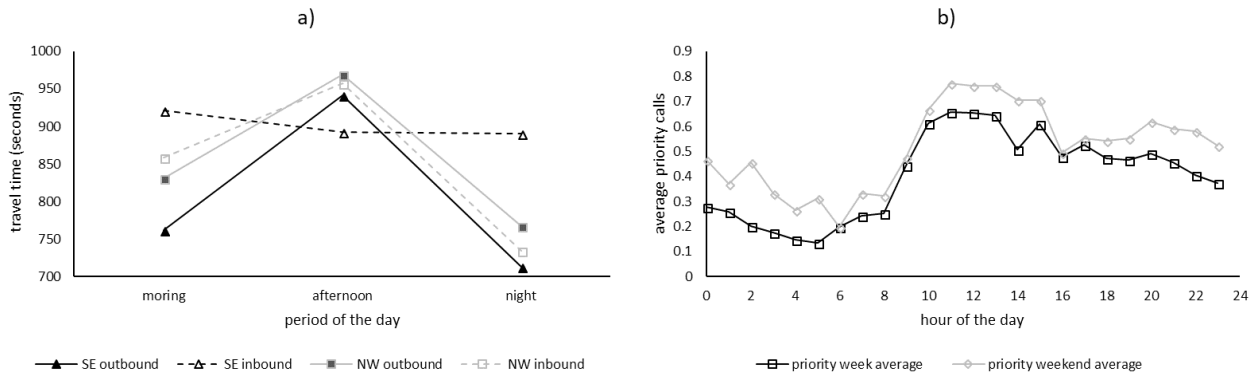 a)
travel time (seconds)
1000
950
900
850
800
750
700
moring afternoon night
period of the day
SE outbound SE inbound NW outbound NW inbound
b)
average priority calls
0.9
0.8
0.7
0.6
0.5
0.4
0.3
0.2
0.1
0
0 2 4 6 8 10 12 14 16 18 20 22 24
hour of the day
priority week average priority weekend average